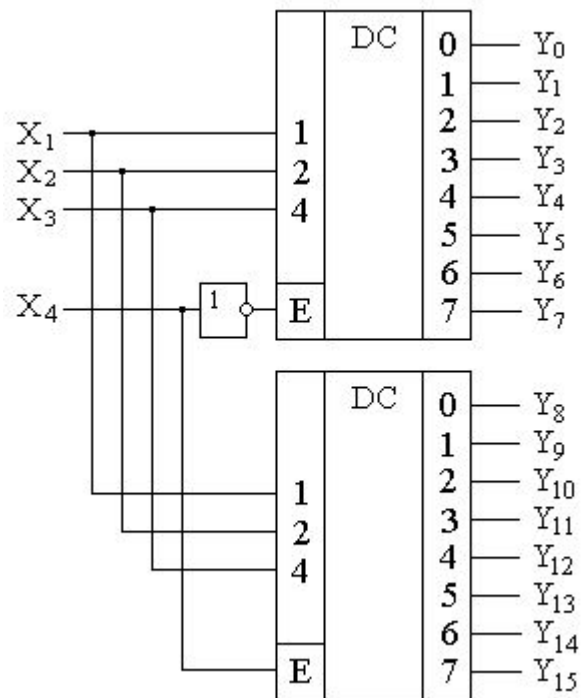 DC 0 Y0
1 Y1
2 Y2
X1 1 3 Y3
X2 2 4 Y4
X3 4 5 Y5
6 Y6
X4 1 E 7 Y7
DC 0 Y8
1 Y9
2 Y10
1 3 Y11
2 4 Y12
4 5 Y13
6 Y14
E 7 Y15